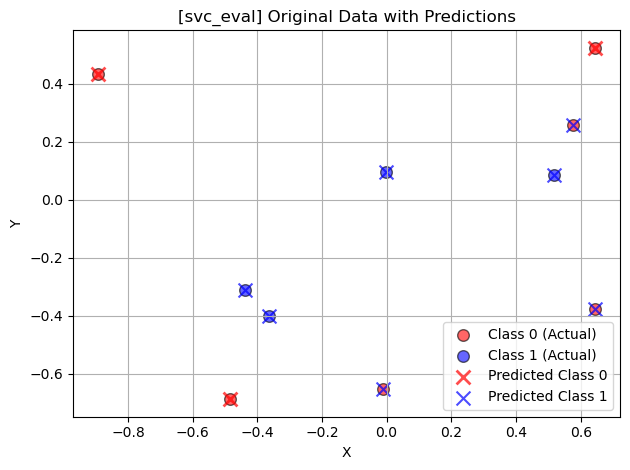 [svc_eval] Original Data with Predictions
0.4
0.2
0.0
−0.2
−0.4
−0.6
Y
Class 0 (Actual)
Class 1 (Actual)
Predicted Class 0
Predicted Class 1
−0.8 −0.6 −0.4 −0.2 0.0 0.2 0.4 0.6
X